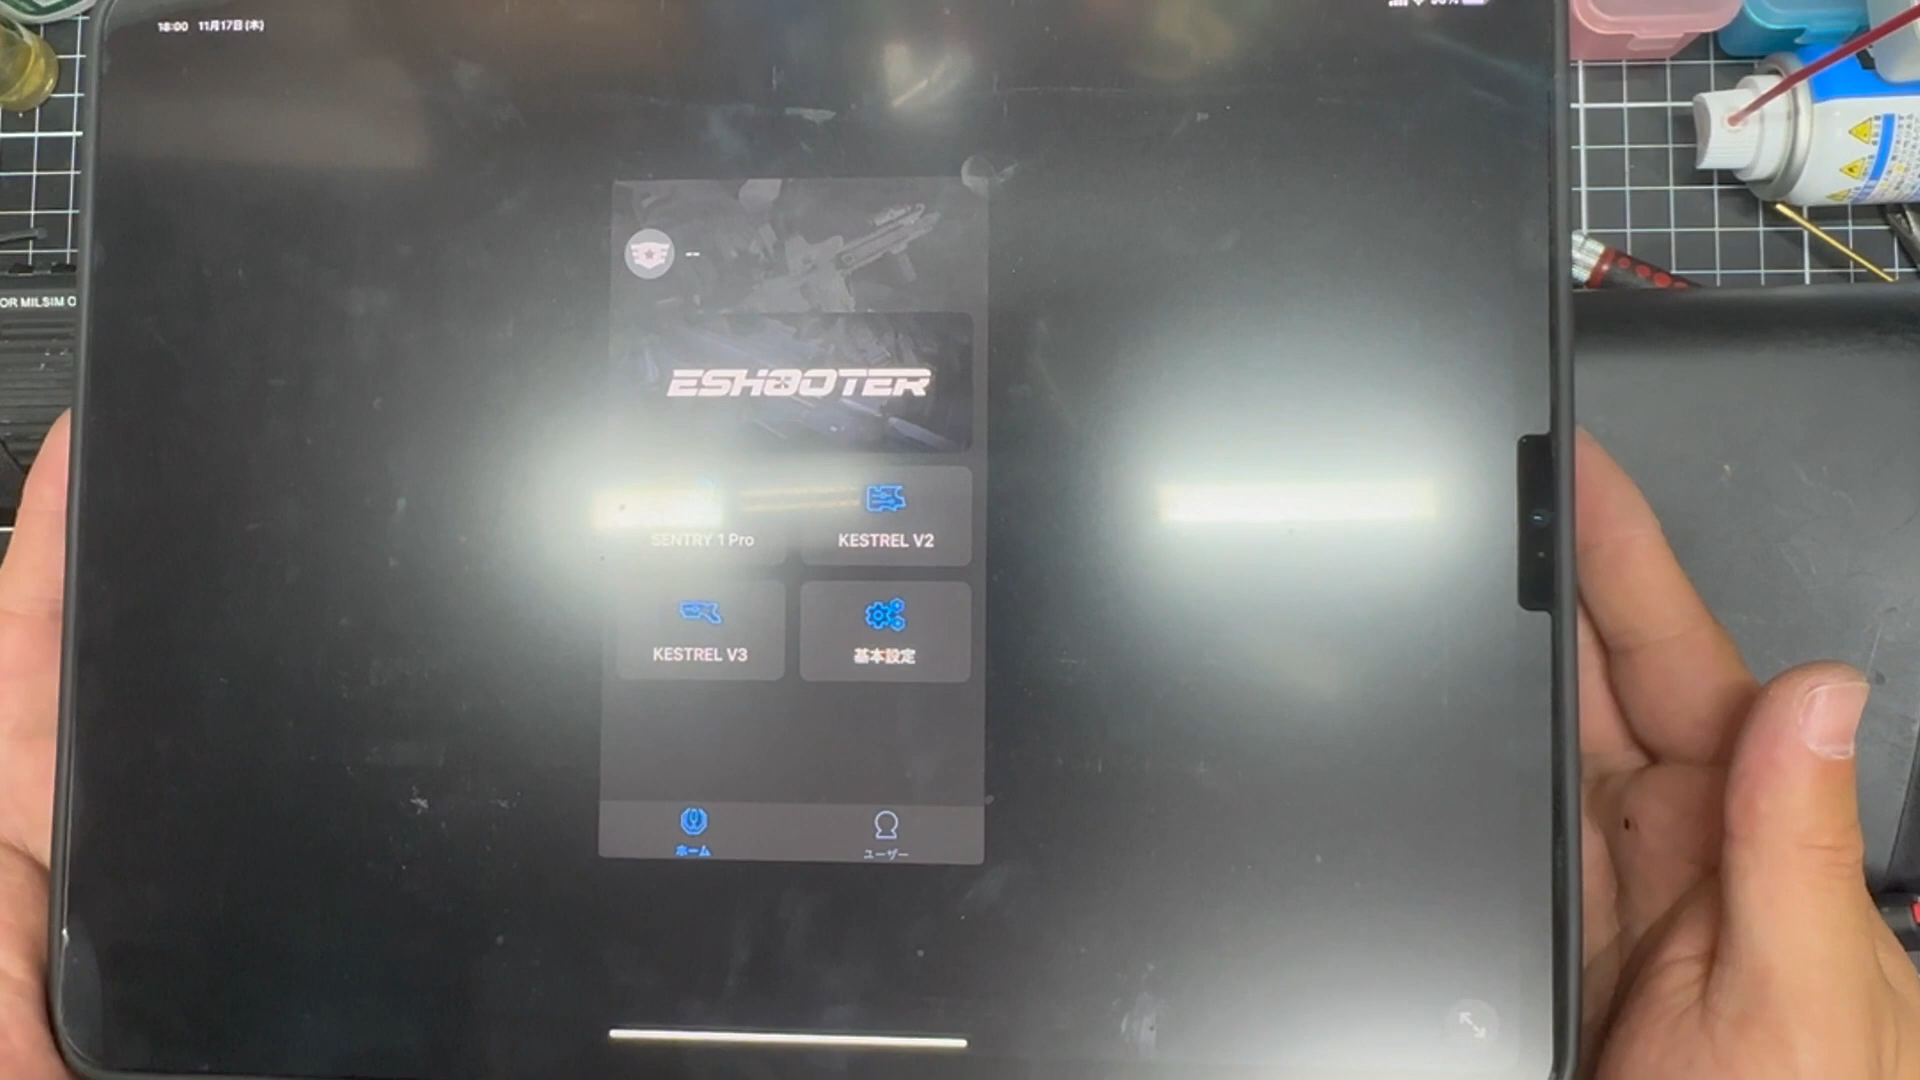 18:00 11月17日(木)
OR MILSIM O
--
ESHOOTER
SENTRY 1 Pro
KESTREL V2
KESTREL V3
基本設定
ホーム
ユーザー